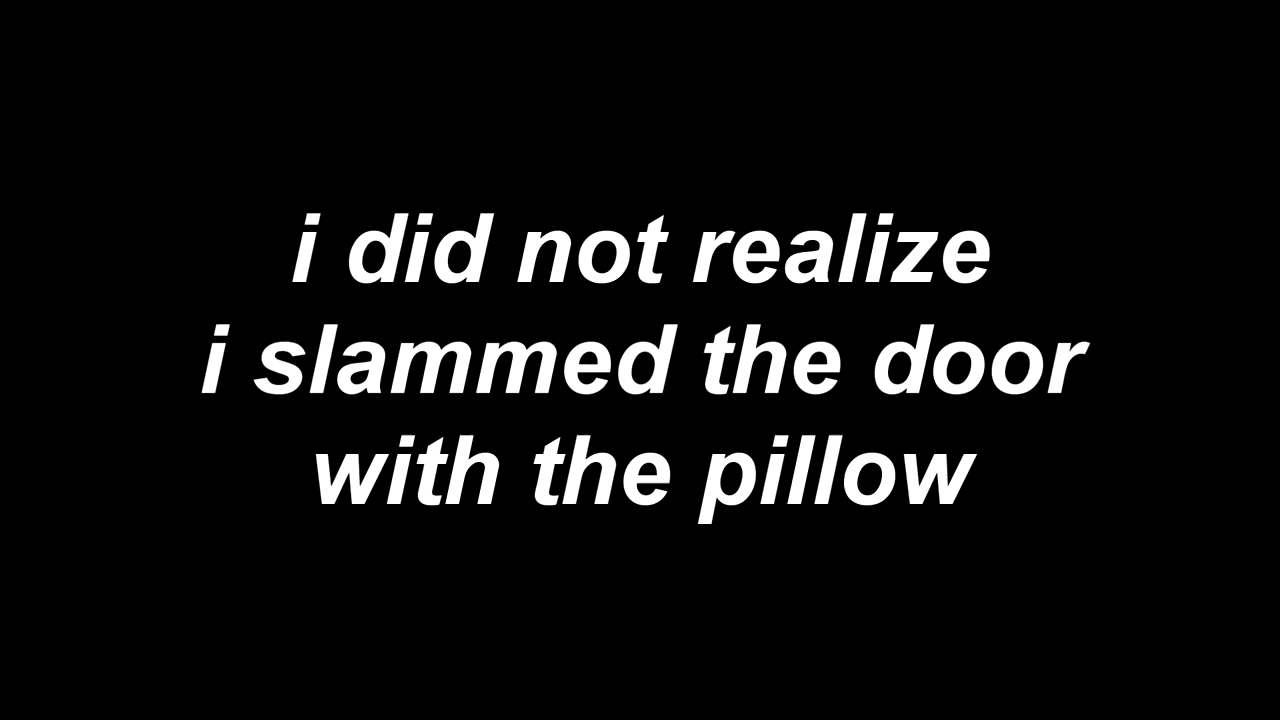 i did not realize
i slammed the door
with the pillow